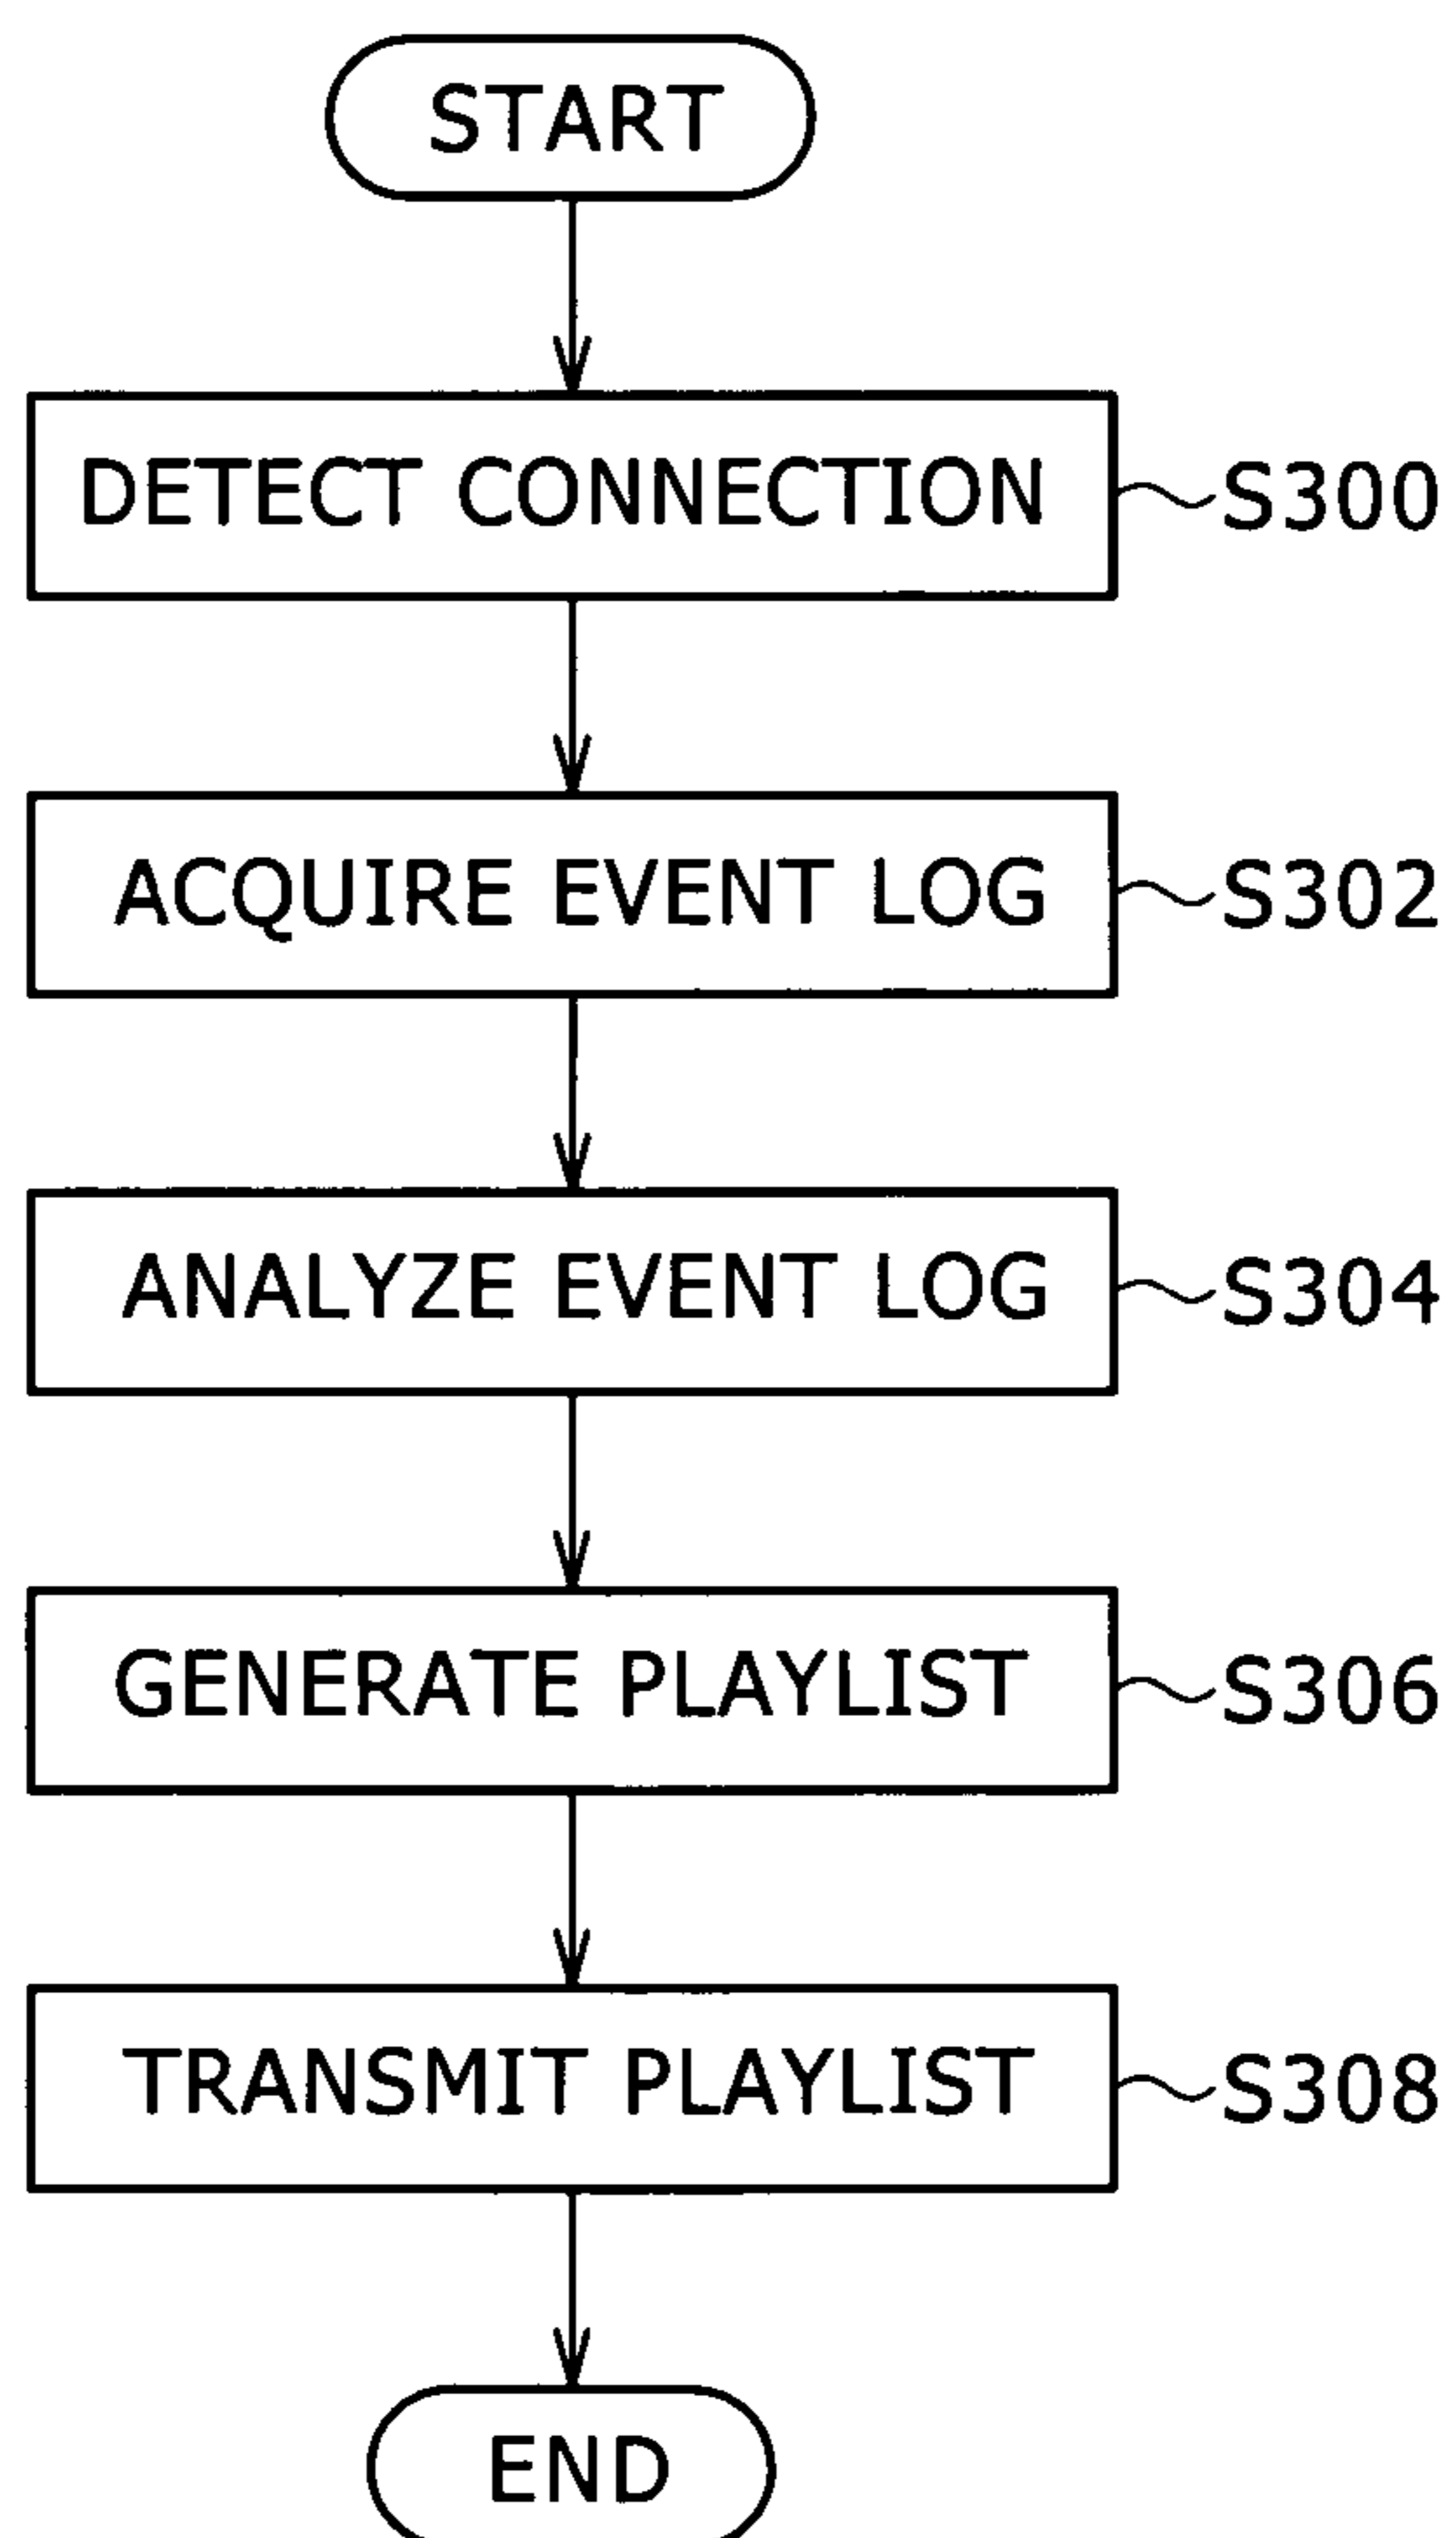 START
DETECT CONNECTION
S300
ACQUIRE EVENT LOG
S302
ANALYZE EVENT LOG
S304
GENERATE PLAYLIST
S306
TRANSMIT PLAYLIST
S308
END